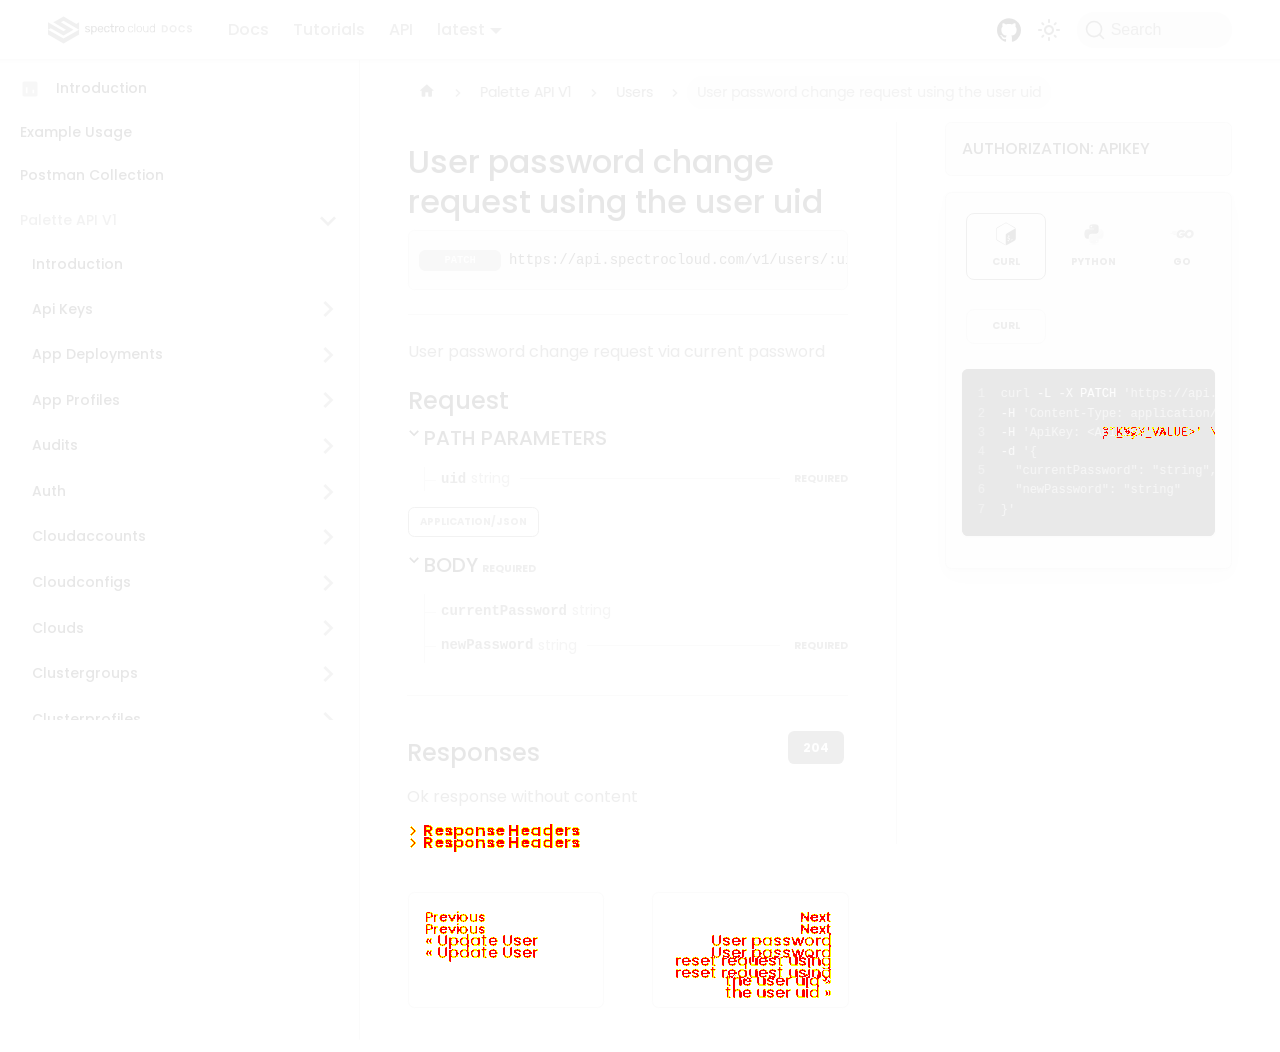 spectro cloud DOCS
Docs
Tutorials
API
latest
Search
Introduction
Example Usage
Postman Collection
Palette API V1
Introduction
Api Keys
App Deployments
App Profiles
Audits
Auth
Cloudaccounts
Cloudconfigs
Clouds
Clustergroups
Clusterprofiles
Palette API V1
Users
User password change request using the user uid
User password change
request using the user uid
PATCH https://api.spectrocloud.com/v1/users/:ui
User password change request via current password
Request
PATH PARAMETERS
uid string REQUIRED
APPLICATION/JSON
BODY REQUIRED
currentPassword string
newPassword string REQUIRED
Responses
204
Ok response without content
> Response Headers
> Response Headers
Previous
Previous
« Update User
« Update User
Next
Next
User password
User password
reset request using
reset request using
the user uid »
the user uid »
AUTHORIZATION: APIKEY
CURL
PYTHON
GO
CURL
1 curl -L -X PATCH 'https://api.
2 -H 'Content-Type: application/
3 -H 'ApiKey:
4 -d '{
5 "currentPassword": "string",
6 "newPassword": "string"
7 }'